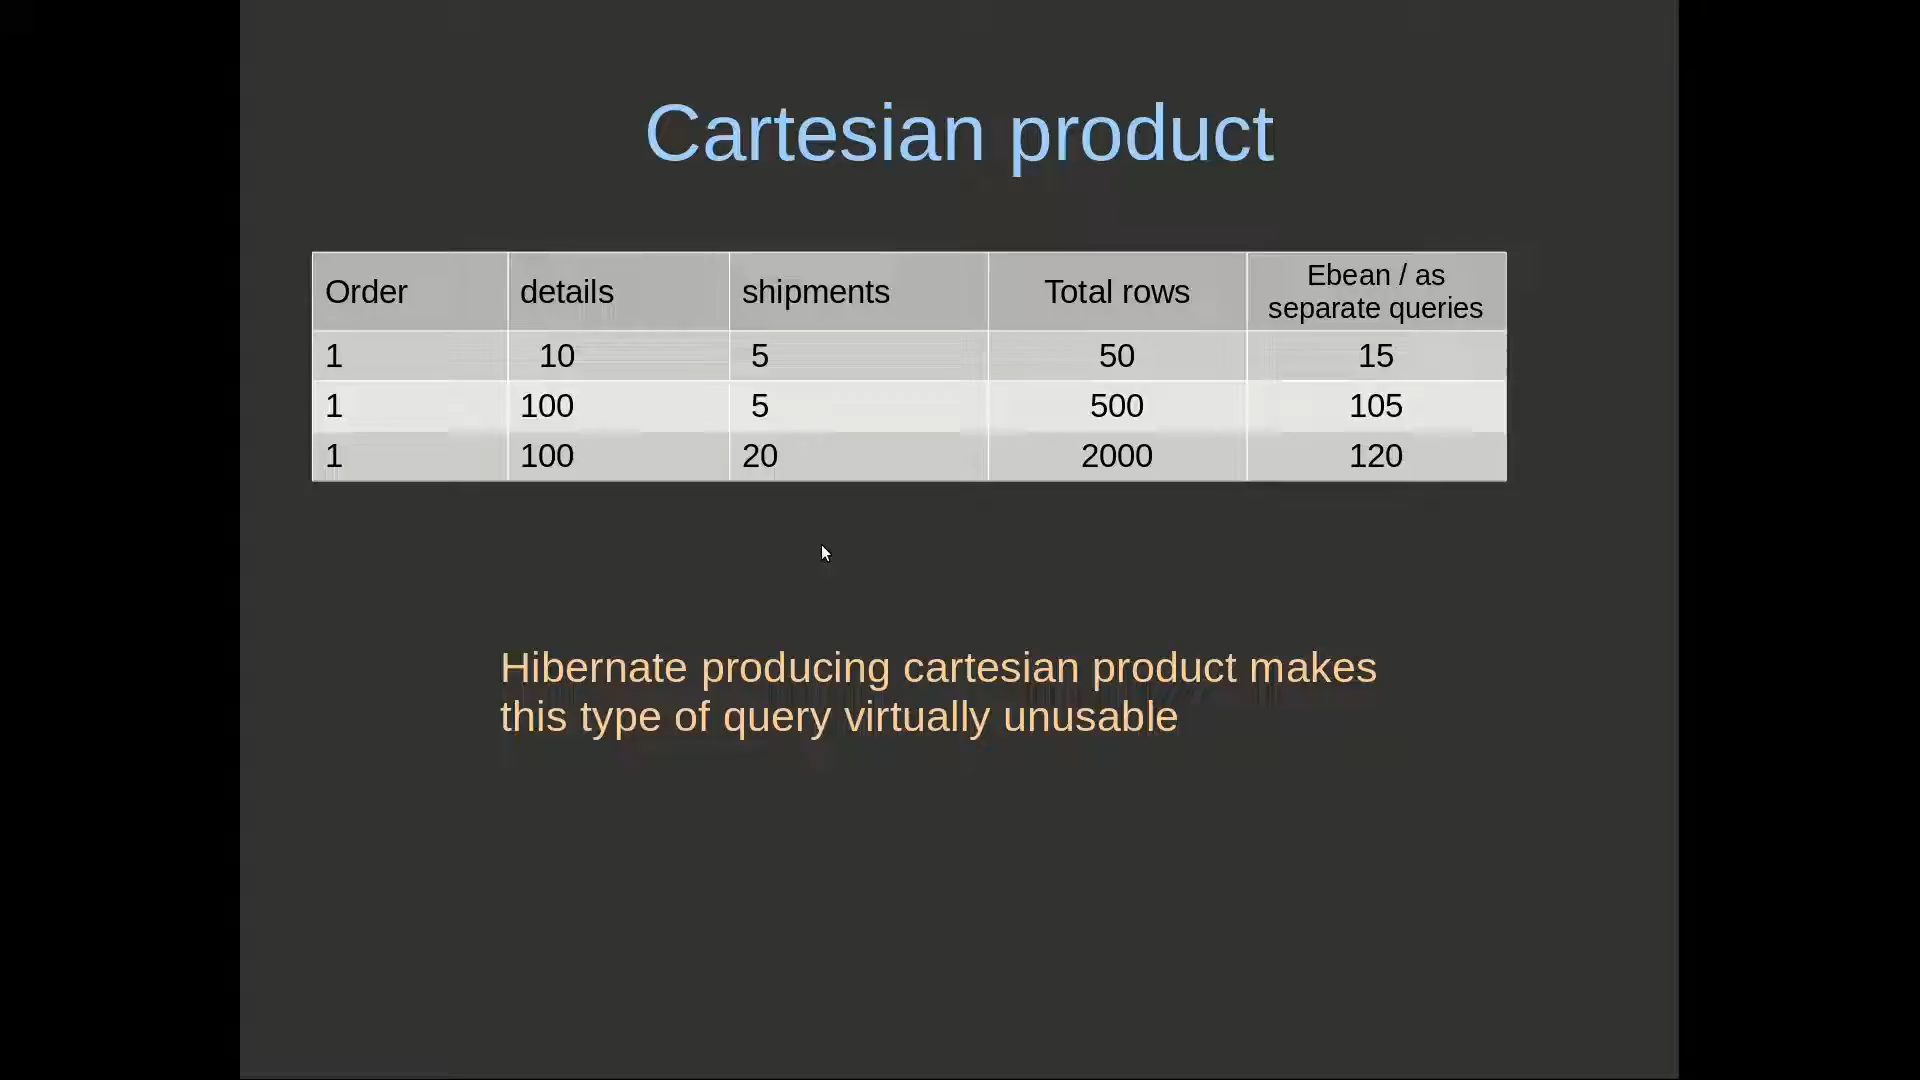 Cartesian product
Order details shipments Total rows Ebean / as
separate queries
1 10 5 50 15
1 100 5 500 105
1 100 20 2000 120
Hibernate producing cartesian product makes
this type of query virtually unusable